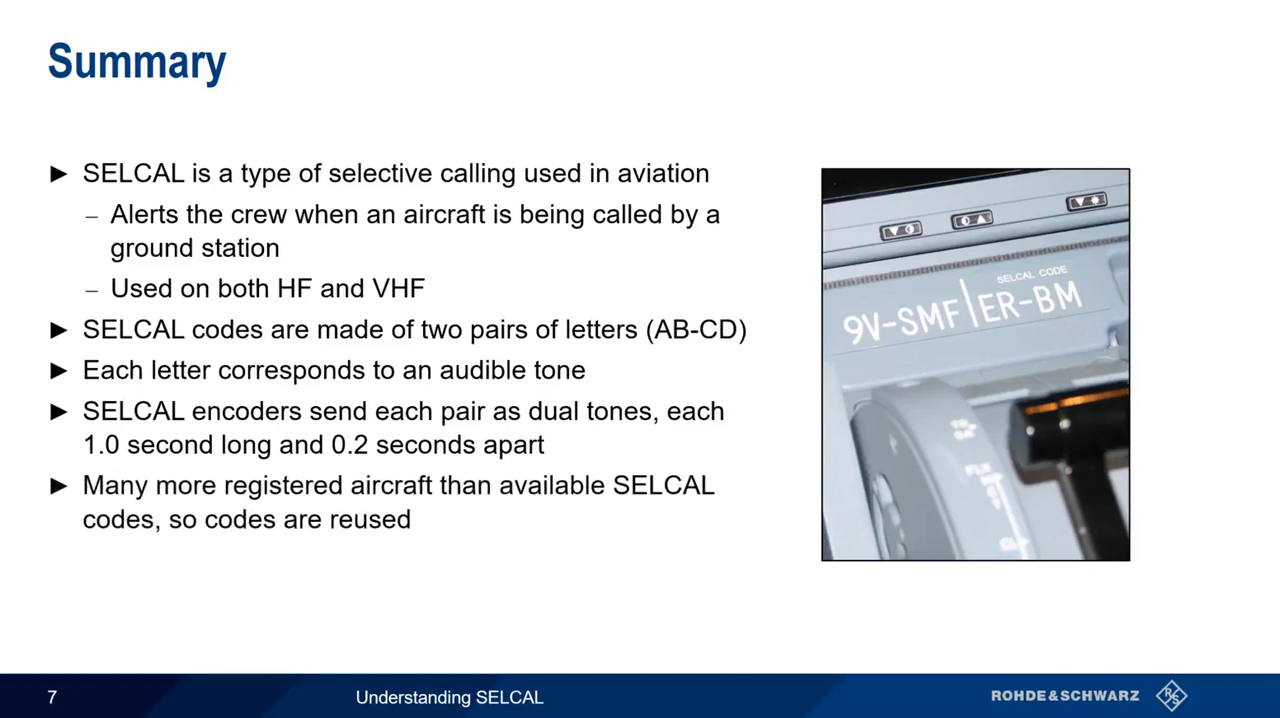 Summary
► SELCAL is a type of selective calling used in aviation
– Alerts the crew when an aircraft is being called by a
ground station
– Used on both HF and VHF
► SELCAL codes are made of two pairs of letters (AB-CD)
► Each letter corresponds to an audible tone
► SELCAL encoders send each pair as dual tones, each
1.0 second long and 0.2 seconds apart
► Many more registered aircraft than available SELCAL
codes, so codes are reused
SELCAL CODE
9V-SMF ER-BM
7
Understanding SELCAL
ROHDE & SCHWARZ
R S